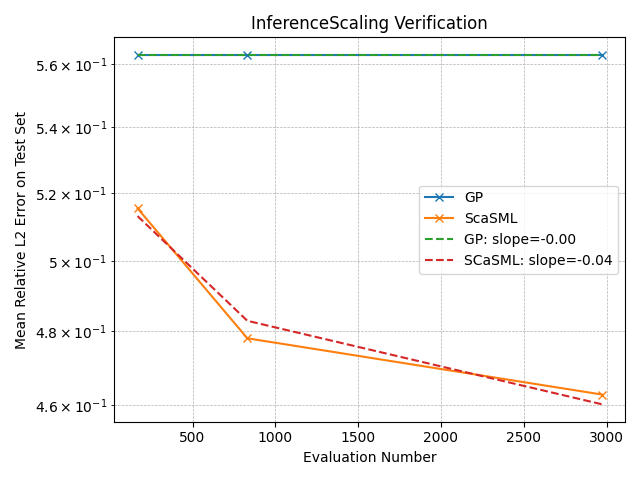 InferenceScaling Verification
Mean Relative L2 Error on Test Set
5.6 × 10⁻¹
5.4 × 10⁻¹
5.2 × 10⁻¹
5 × 10⁻¹
4.8 × 10⁻¹
4.6 × 10⁻¹
GP
ScaSML
GP: slope=-0.00
SCaSML: slope=-0.04
500 1000 1500 2000 2500 3000
Evaluation Number